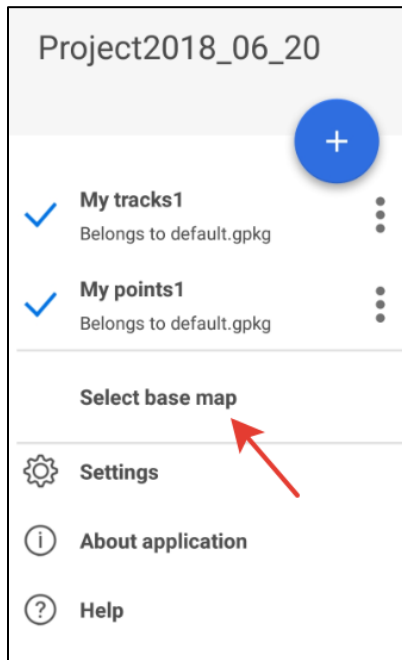 Project2018_06_20
+
My tracks1
Belongs to default.gpkg
My points1
Belongs to default.gpkg
Select base map
Settings
i
About application
?
Help